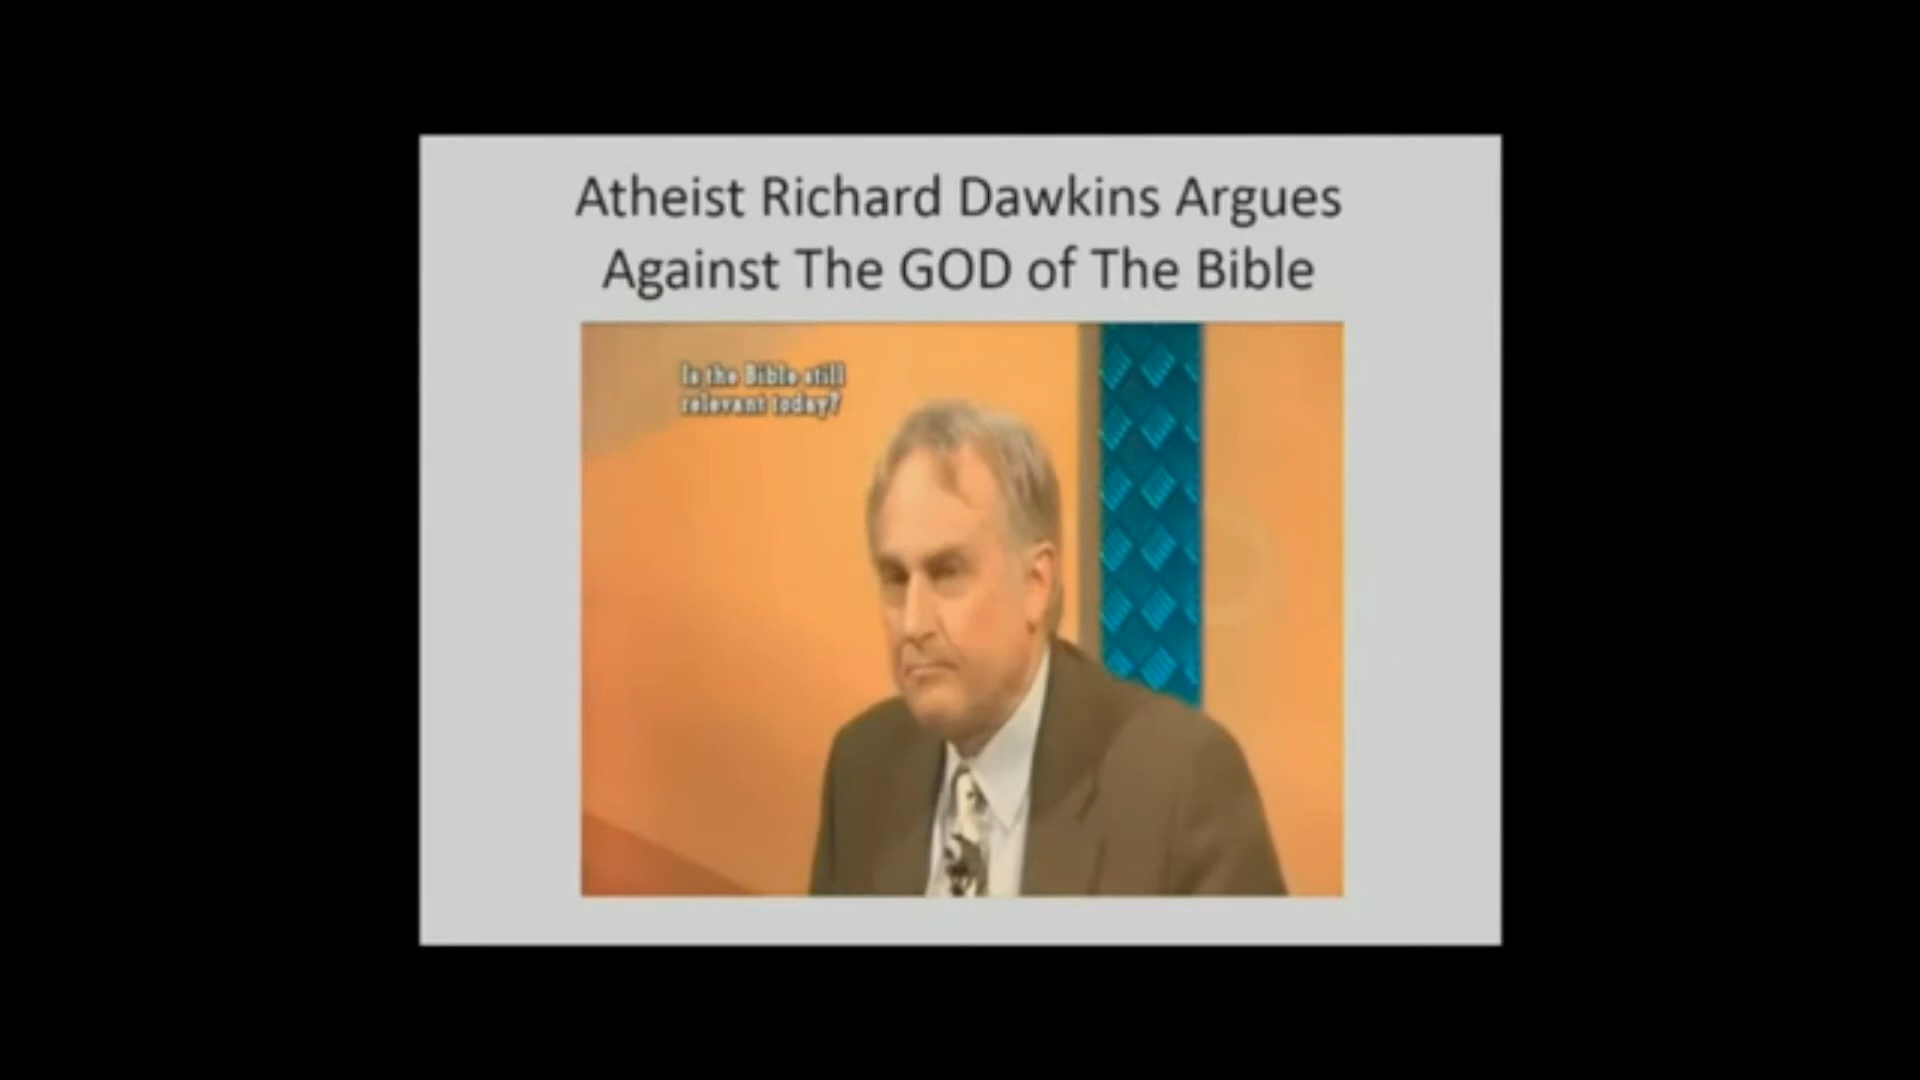 Atheist Richard Dawkins Argues
Against The GOD of The Bible
Is the Bible still
relevant today?